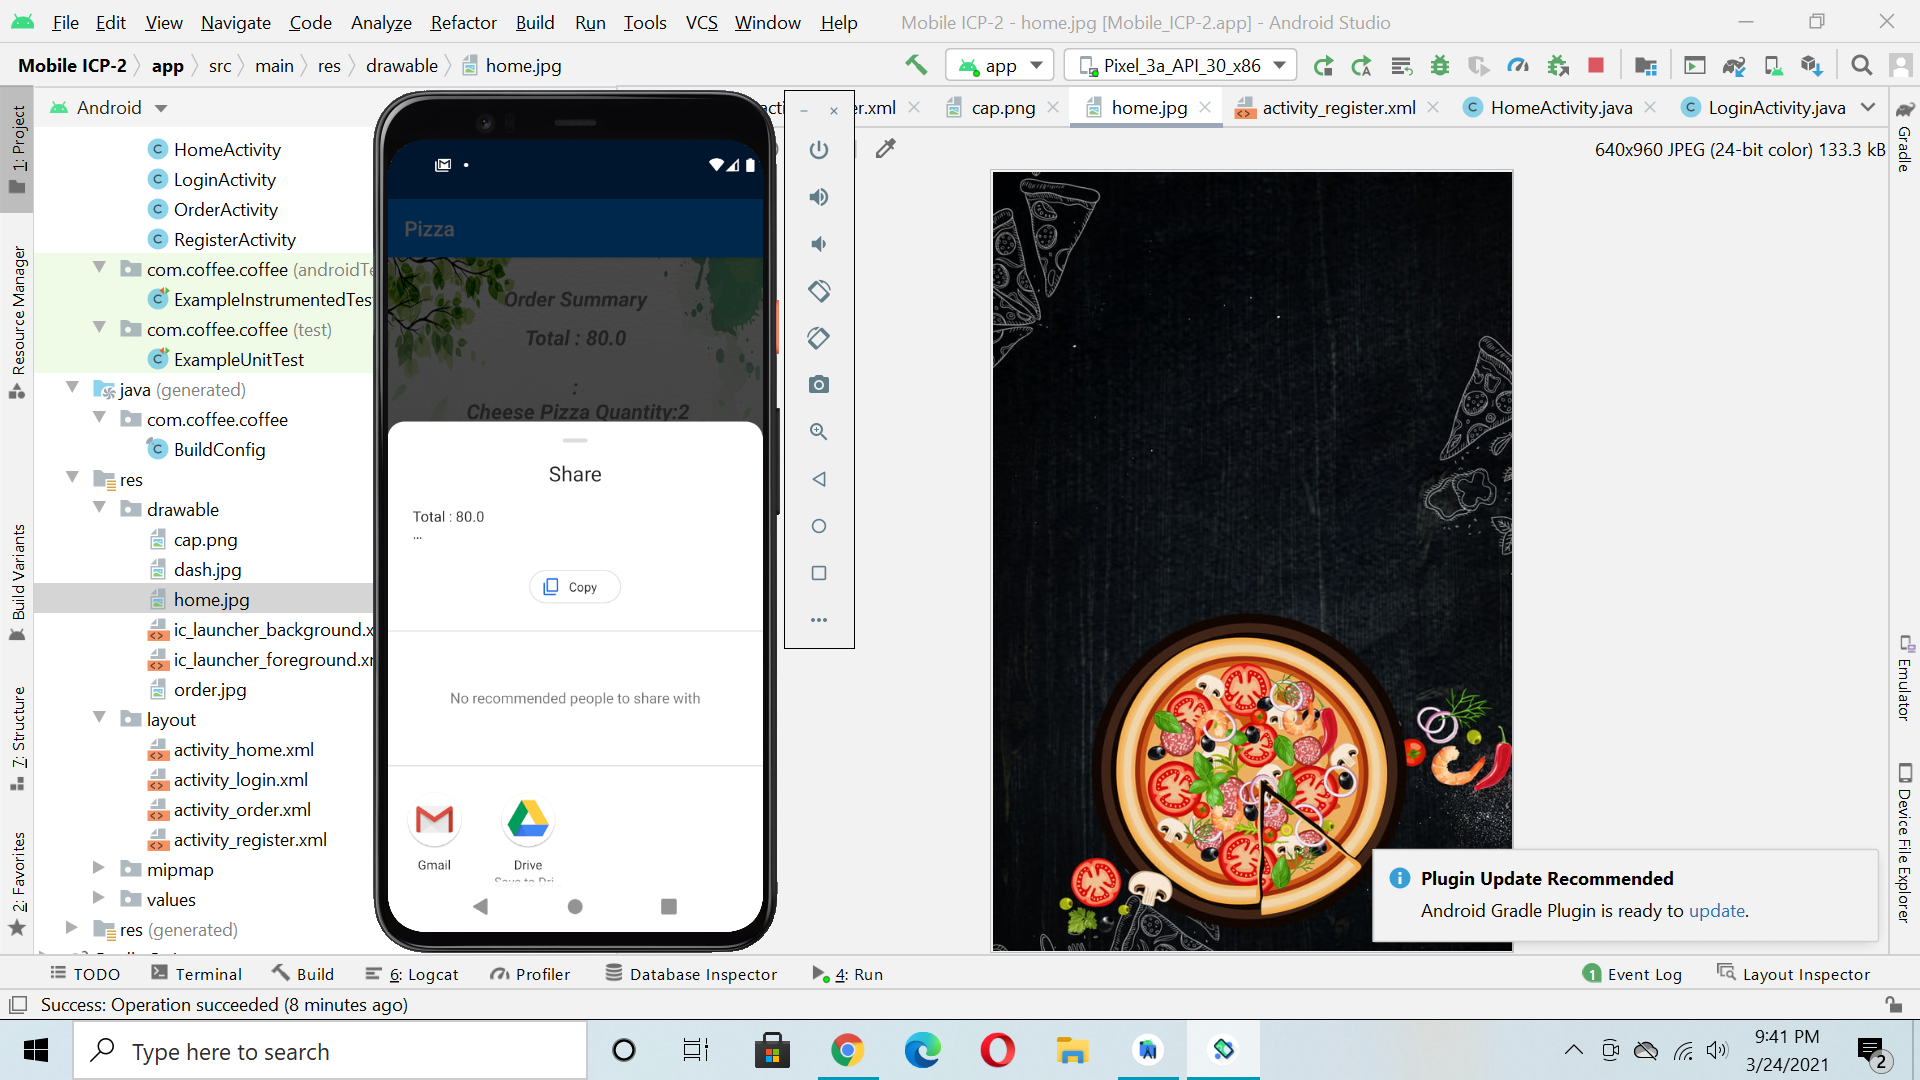 File Edit View Navigate Code Analyze Refactor Build Run Tools VCS Window Help Mobile ICP-2 - home.jpg [Mobile_ICP-2.app] - Android Studio
Mobile ICP-2 app src main res drawable home.jpg app Pixel_3a_API_30_x86
Android er.xml cap.png home.jpg activity_register.xml HomeActivity.java LoginActivity.java
640x960 JPEG (24-bit color) 133.3 kB
1: Project
Resource Manager
Build Variants
7: Structure
2: Favorites
HomeActivity
LoginActivity
OrderActivity
RegisterActivity
com.coffee.coffee (androidTe
ExampleInstrumentedTes
com.coffee.coffee (test)
ExampleUnitTest
java (generated)
com.coffee.coffee
BuildConfig
res
drawable
cap.png
dash.jpg
home.jpg
ic_launcher_background.x
ic_launcher_foreground.xr
order.jpg
layout
activity_home.xml
activity_login.xml
activity_order.xml
activity_register.xml
mipmap
values
res (generated)
Pizza
Order Summary
Total : 80.0
:
Cheese Pizza Quantity:2
Share
Total : 80.0
...
Copy
No recommended people to share with
Gmail
Drive
Gradle
Emulator
Device File Explorer
Plugin Update Recommended
Android Gradle Plugin is ready to update.
TODO Terminal Build 6: Logcat Profiler Database Inspector 4: Run 1 Event Log Layout Inspector
Success: Operation succeeded (8 minutes ago)
Type here to search
9:41 PM
3/24/2021
2